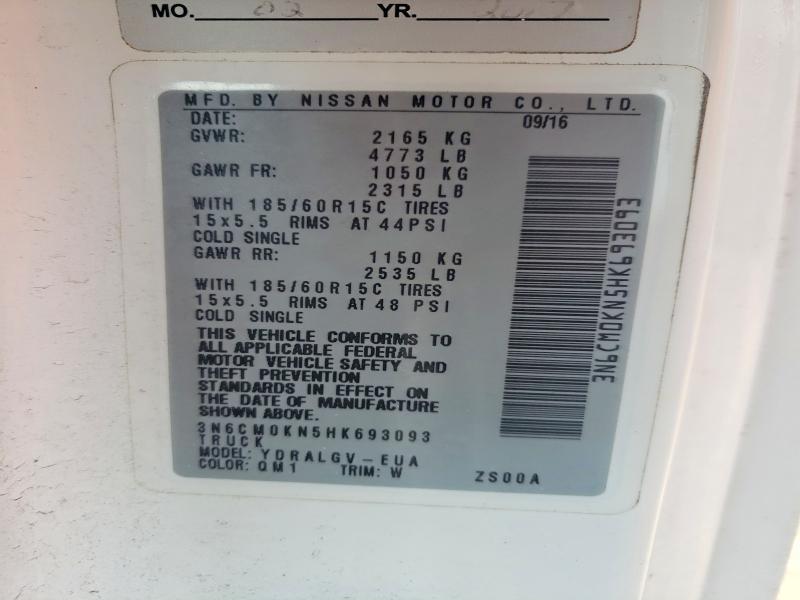 MO. 02 YR. 2017
MFD. BY NISSAN MOTOR CO., LTD.
DATE: 09/16
GVWR: 2165 KG
4773 LB
GAWR FR: 1050 KG
2315 LB
WITH 185/60R15C TIRES
15x5.5 RIMS AT 44PSI
COLD SINGLE
GAWR RR: 1150 KG
2535 LB
WITH 185/60R15C TIRES
15x5.5 RIMS AT 48 PSI
COLD SINGLE
THIS VEHICLE CONFORMS TO
ALL APPLICABLE FEDERAL
MOTOR VEHICLE SAFETY AND
THEFT PREVENTION
STANDARDS IN EFFECT ON
THE DATE OF MANUFACTURE
SHOWN ABOVE.
3N6CM0KN5HK693093
TRUCK
MODEL: YDRALGV-EUA
COLOR: QM1 TRIM: W ZS00A
3N6CM0KN5HK693093